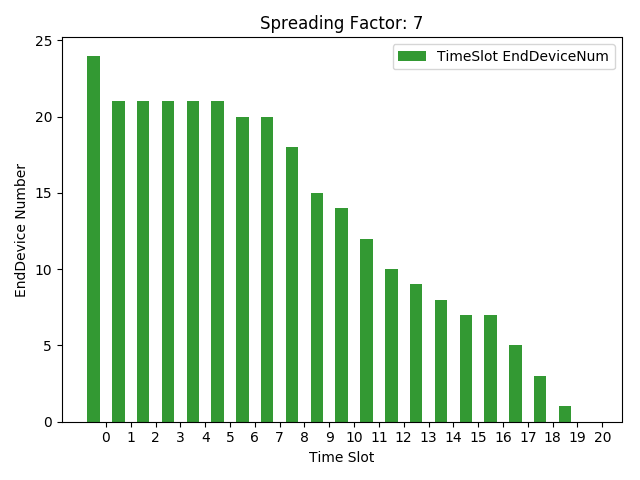 Spreading Factor: 7
TimeSlot EndDeviceNum
25
20
15
10
5
0
EndDevice Number
0 1 2 3 4 5 6 7 8 9 10 11 12 13 14 15 16 17 18 19 20
Time Slot